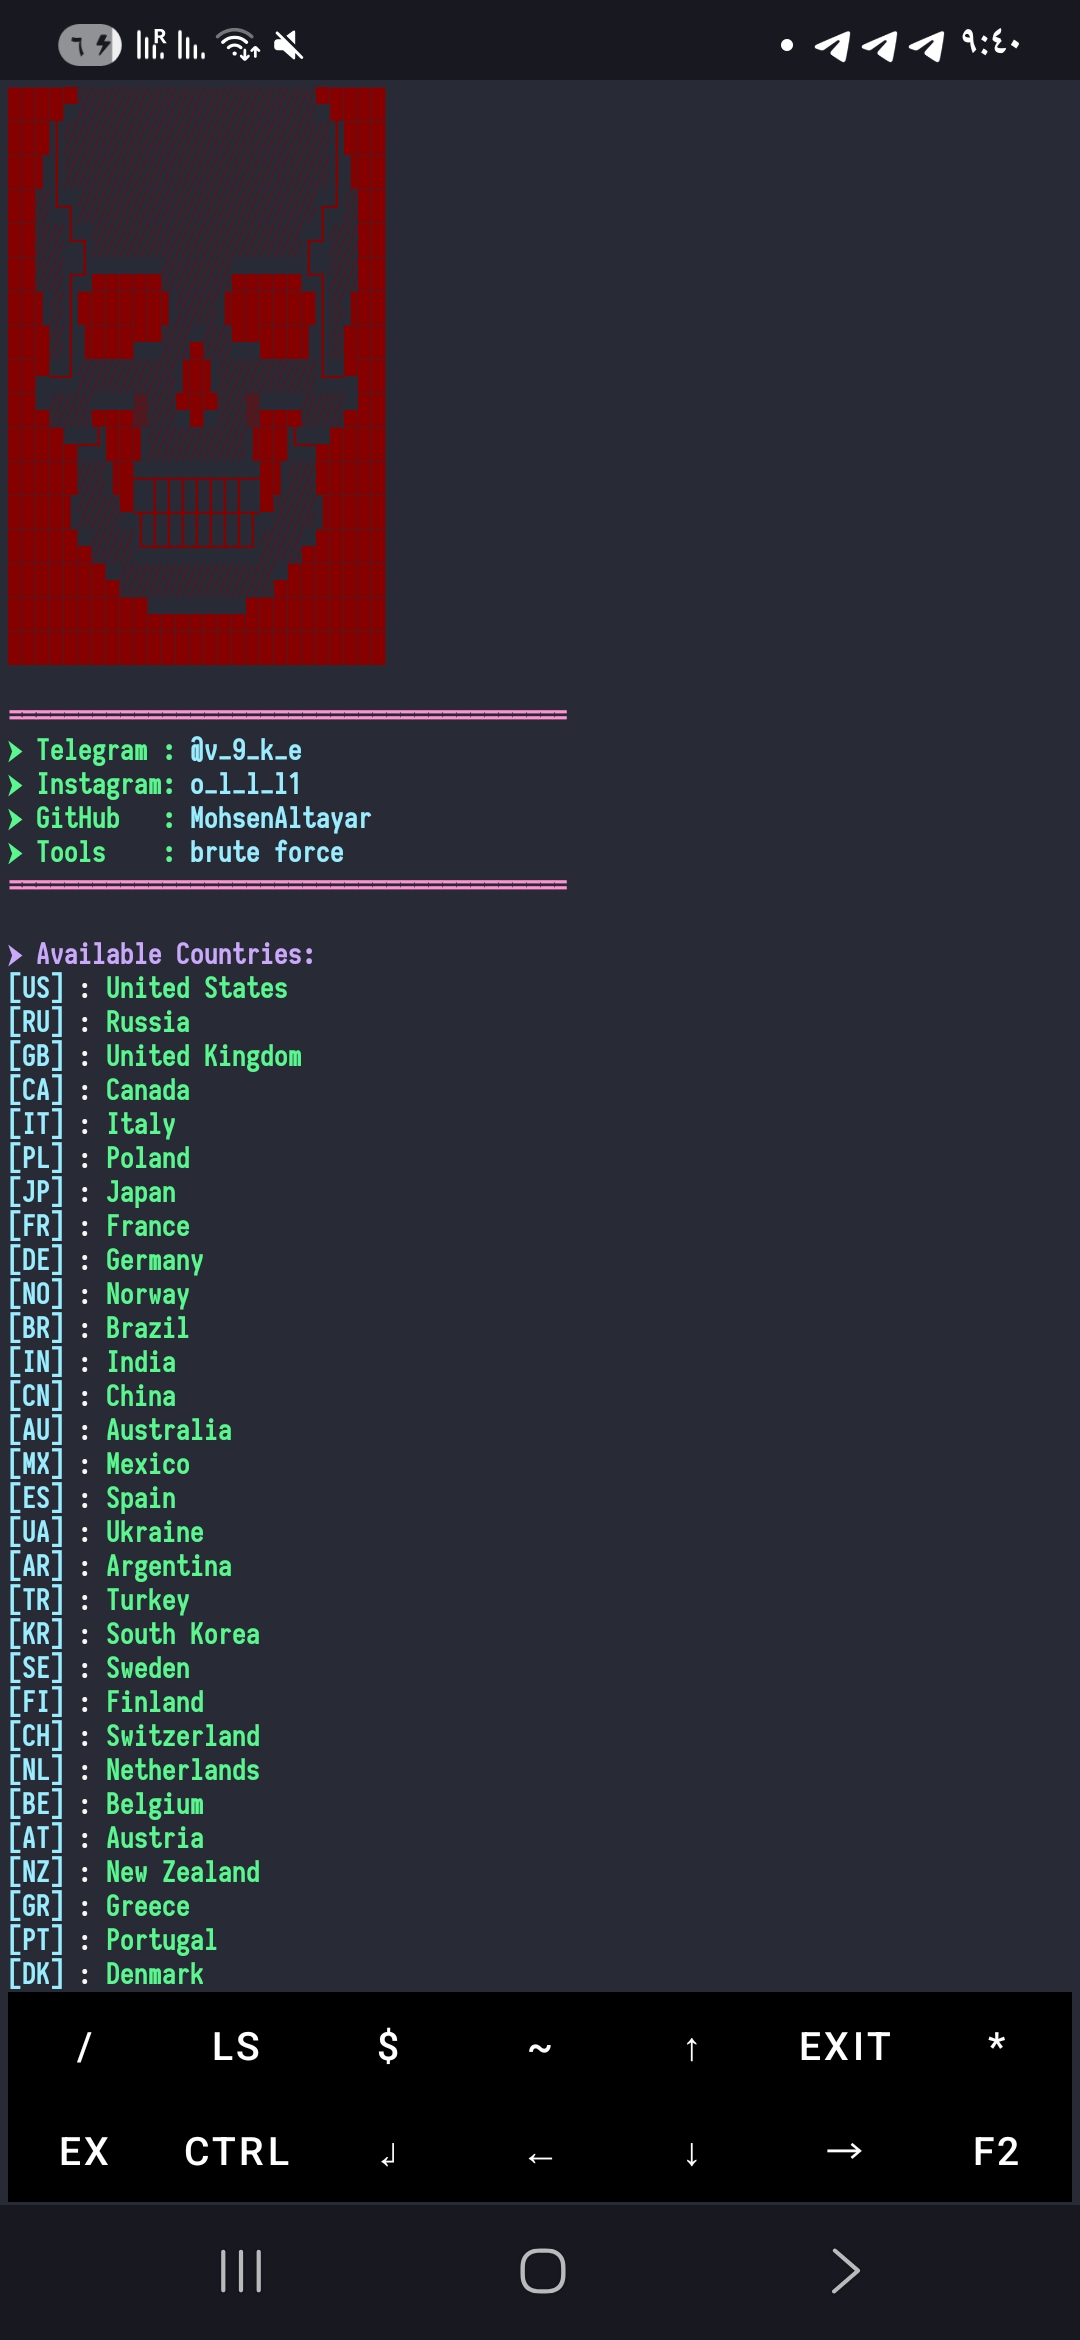 ٦
R
٩:٤٠
Telegram : @v_9_k_e
Instagram: o_l_l_l1
GitHub : MohsenAltayar
Tools : brute force
Available Countries:
[US] : United States
[RU] : Russia
[GB] : United Kingdom
[CA] : Canada
[IT] : Italy
[PL] : Poland
[JP] : Japan
[FR] : France
[DE] : Germany
[NO] : Norway
[BR] : Brazil
[IN] : India
[CN] : China
[AU] : Australia
[MX] : Mexico
[ES] : Spain
[UA] : Ukraine
[AR] : Argentina
[TR] : Turkey
[KR] : South Korea
[SE] : Sweden
[FI] : Finland
[CH] : Switzerland
[NL] : Netherlands
[BE] : Belgium
[AT] : Austria
[NZ] : New Zealand
[GR] : Greece
[PT] : Portugal
[DK] : Denmark
/ LS $ ~ ↑ EXIT *
EX CTRL ↲ ← ↓ → F2